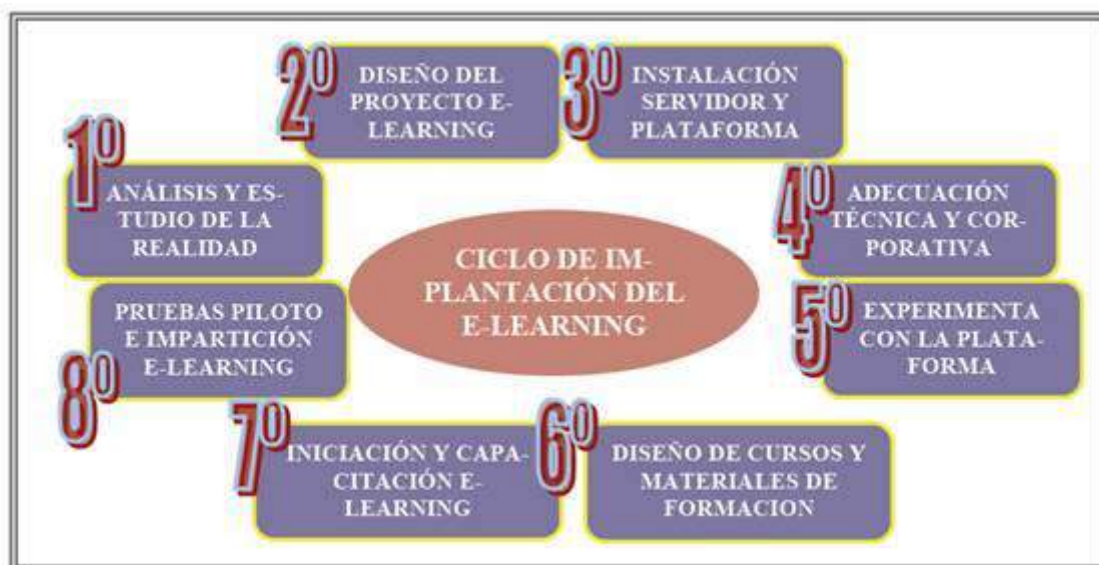 1º
ANÁLISIS Y ES-
TUDIO DE LA
REALIDAD
2º
DISEÑO DEL
PROYECTO E-
LEARNING
3º
INSTALACIÓN
SERVIDOR Y
PLATAFORMA
4º
ADECUACIÓN
TÉCNICA Y COR-
PORATIVA
5º
EXPERIMENTA
CON LA PLATA-
FORMA
6º
DISEÑO DE CURSOS Y
MATERIALES DE
FORMACION
7º
INICIACIÓN Y CAPA-
CITACIÓN E-
LEARNING
8º
PRUEBAS PILOTO
E IMPARTICIÓN
E-LEARNING
CICLO DE IM-
PLANTACIÓN DEL
E-LEARNING